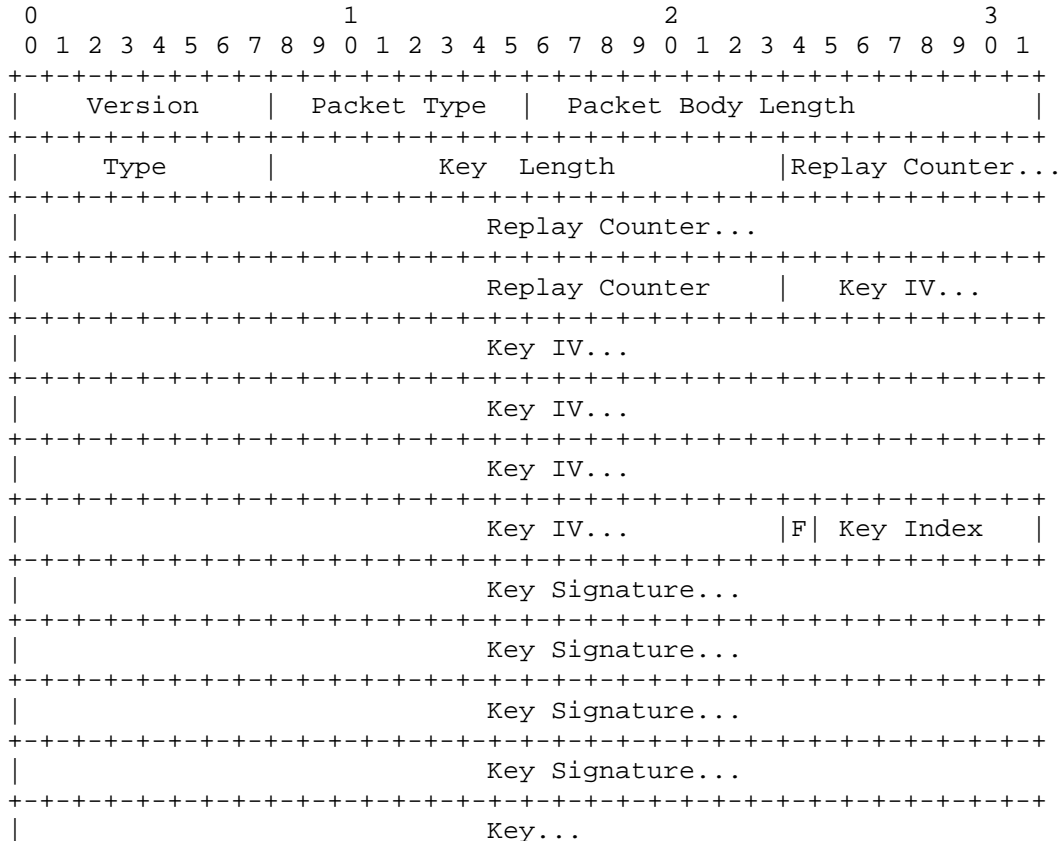 0                   1                   2                   3
 0 1 2 3 4 5 6 7 8 9 0 1 2 3 4 5 6 7 8 9 0 1 2 3 4 5 6 7 8 9 0 1
+-+-+-+-+-+-+-+-+-+-+-+-+-+-+-+-+-+-+-+-+-+-+-+-+-+-+-+-+-+-+-+-+
|    Version    |  Packet Type  |  Packet Body Length           |
+-+-+-+-+-+-+-+-+-+-+-+-+-+-+-+-+-+-+-+-+-+-+-+-+-+-+-+-+-+-+-+-+
|     Type      |          Key  Length          |Replay Counter...
+-+-+-+-+-+-+-+-+-+-+-+-+-+-+-+-+-+-+-+-+-+-+-+-+-+-+-+-+-+-+-+-+
|                             Replay Counter...
+-+-+-+-+-+-+-+-+-+-+-+-+-+-+-+-+-+-+-+-+-+-+-+-+-+-+-+-+-+-+-+-+
|                             Replay Counter    |   Key IV...
+-+-+-+-+-+-+-+-+-+-+-+-+-+-+-+-+-+-+-+-+-+-+-+-+-+-+-+-+-+-+-+-+
|                             Key IV...
+-+-+-+-+-+-+-+-+-+-+-+-+-+-+-+-+-+-+-+-+-+-+-+-+-+-+-+-+-+-+-+-+
|                             Key IV...
+-+-+-+-+-+-+-+-+-+-+-+-+-+-+-+-+-+-+-+-+-+-+-+-+-+-+-+-+-+-+-+-+
|                             Key IV...
+-+-+-+-+-+-+-+-+-+-+-+-+-+-+-+-+-+-+-+-+-+-+-+-+-+-+-+-+-+-+-+-+
|                             Key IV...         |F| Key Index   |
+-+-+-+-+-+-+-+-+-+-+-+-+-+-+-+-+-+-+-+-+-+-+-+-+-+-+-+-+-+-+-+-+
|                             Key Signature...
+-+-+-+-+-+-+-+-+-+-+-+-+-+-+-+-+-+-+-+-+-+-+-+-+-+-+-+-+-+-+-+-+
|                             Key Signature...
+-+-+-+-+-+-+-+-+-+-+-+-+-+-+-+-+-+-+-+-+-+-+-+-+-+-+-+-+-+-+-+-+
|                             Key Signature...
+-+-+-+-+-+-+-+-+-+-+-+-+-+-+-+-+-+-+-+-+-+-+-+-+-+-+-+-+-+-+-+-+
|                             Key Signature...
+-+-+-+-+-+-+-+-+-+-+-+-+-+-+-+-+-+-+-+-+-+-+-+-+-+-+-+-+-+-+-+-+
|                             Key...